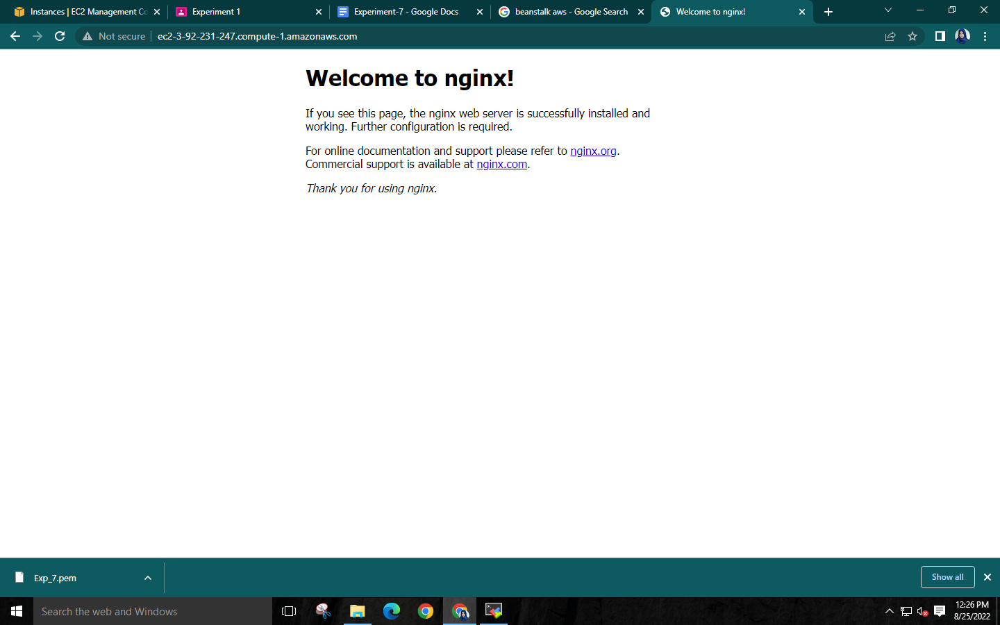 Instances | EC2 Management Co
Experiment 1
Experiment-7 - Google Docs
beanstalk aws - Google Search
Welcome to nginx!
Not secure
ec2-3-92-231-247.compute-1.amazonaws.com
Welcome to nginx!
If you see this page, the nginx web server is successfully installed and
working. Further configuration is required.
For online documentation and support please refer to nginx.org.
Commercial support is available at nginx.com.
Thank you for using nginx.
Exp_7.pem
Show all
Search the web and Windows
12:26 PM
8/25/2022